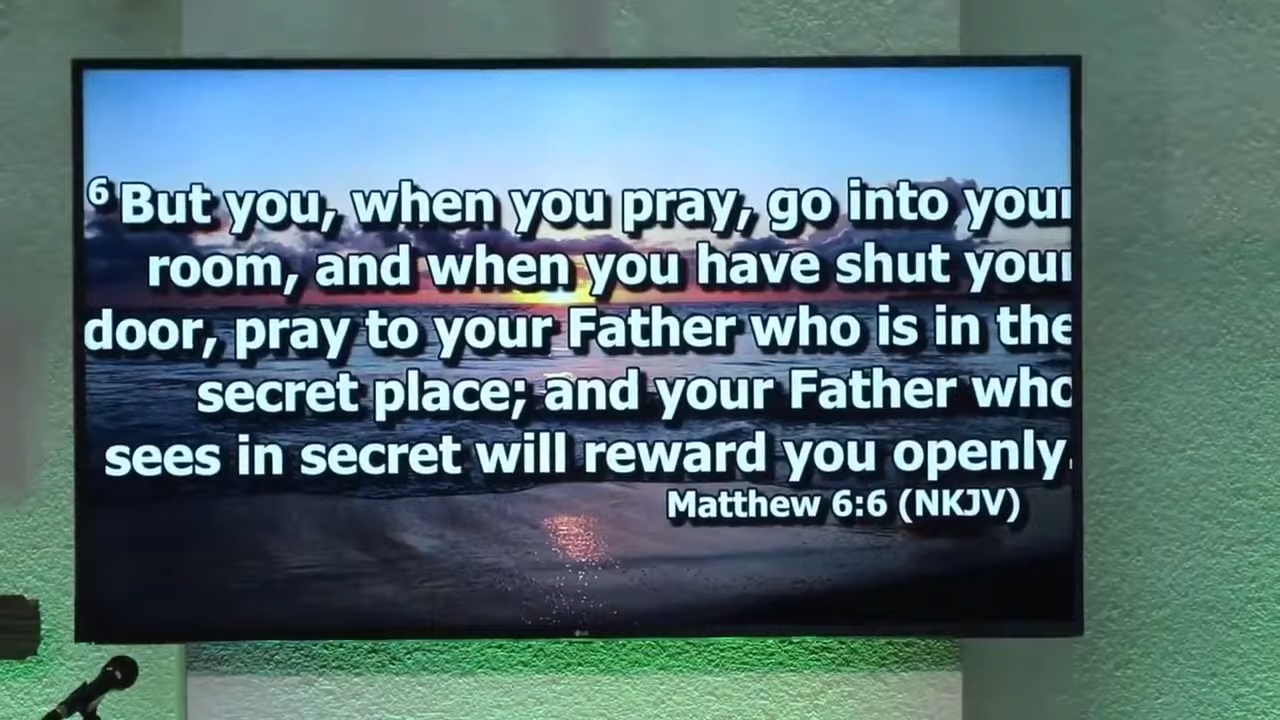 6 But you, when you pray, go into your
room, and when you have shut your
door, pray to your Father who is in the
secret place; and your Father who
sees in secret will reward you openly.
Matthew 6:6 (NKJV)
LG